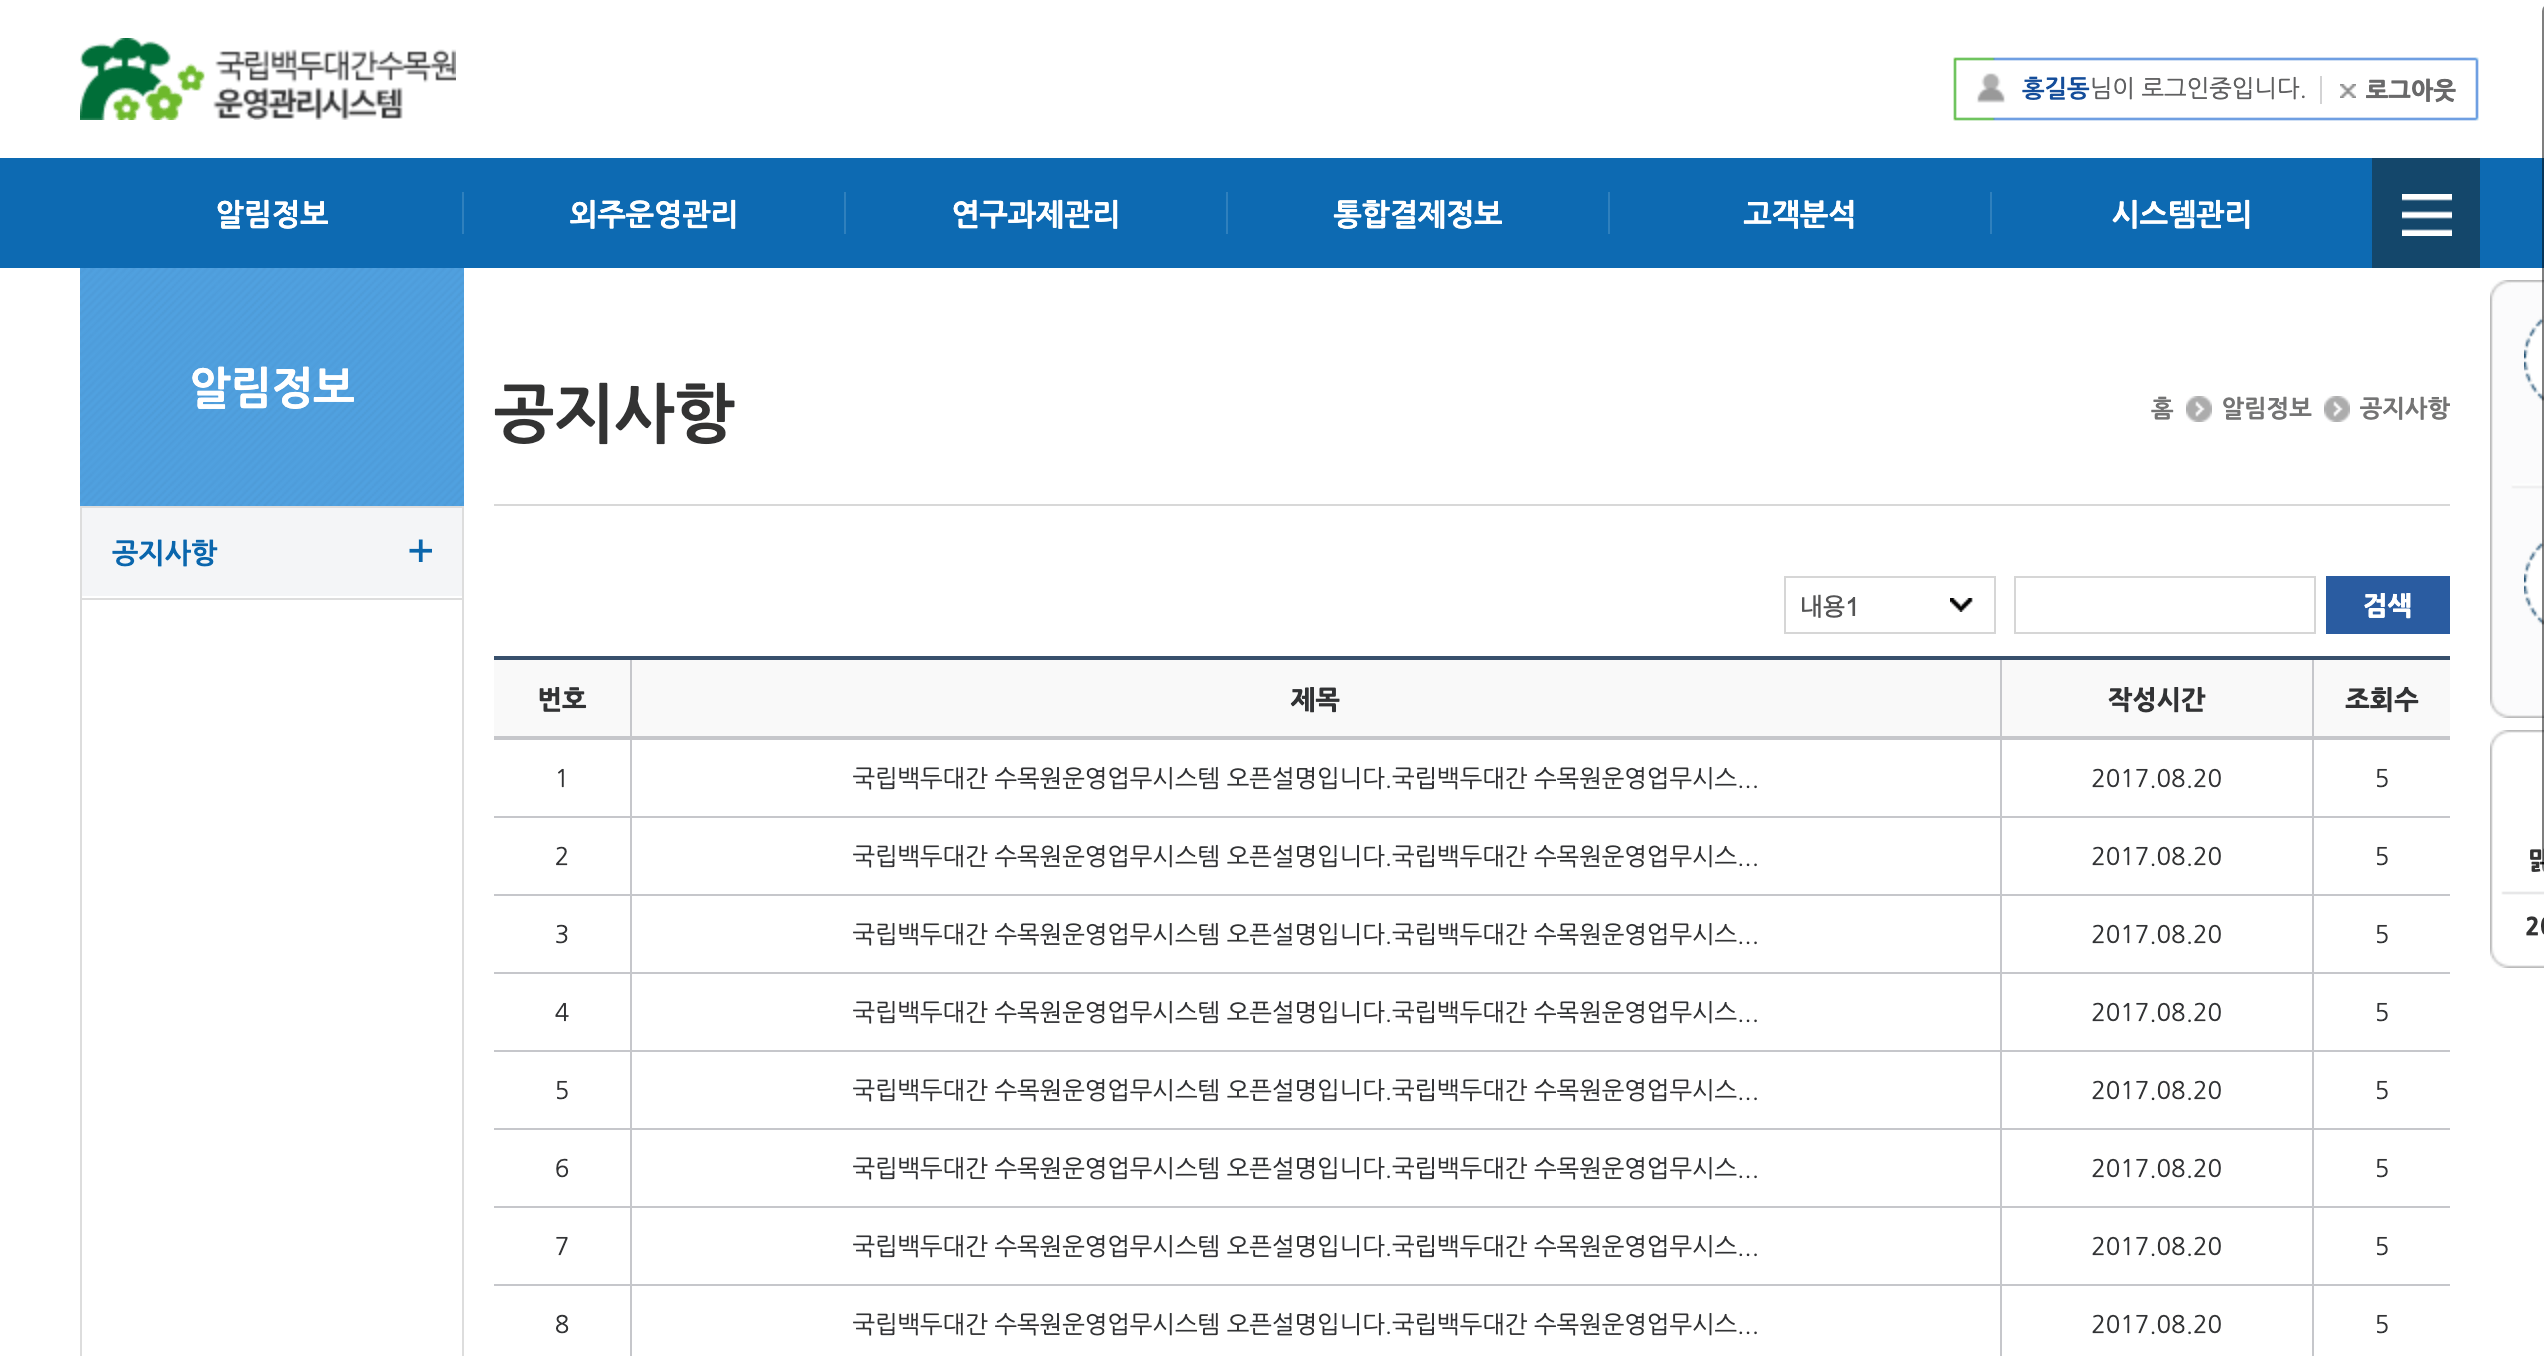 국립백두대간수목원
운영관리시스템
홍길동님이 로그인중입니다. 로그아웃
알림정보 외주운영관리 연구과제관리 통합결제정보 고객분석 시스템관리
알림정보
공지사항
홈 알림정보 공지사항
공지사항 +
내용1 검색
번호 제목 작성시간 조회수
1 국립백두대간 수목원운영업무시스템 오픈설명입니다.국립백두대간 수목원운영업무시스... 2017.08.20 5
2 국립백두대간 수목원운영업무시스템 오픈설명입니다.국립백두대간 수목원운영업무시스... 2017.08.20 5
3 국립백두대간 수목원운영업무시스템 오픈설명입니다.국립백두대간 수목원운영업무시스... 2017.08.20 5
4 국립백두대간 수목원운영업무시스템 오픈설명입니다.국립백두대간 수목원운영업무시스... 2017.08.20 5
5 국립백두대간 수목원운영업무시스템 오픈설명입니다.국립백두대간 수목원운영업무시스... 2017.08.20 5
6 국립백두대간 수목원운영업무시스템 오픈설명입니다.국립백두대간 수목원운영업무시스... 2017.08.20 5
7 국립백두대간 수목원운영업무시스템 오픈설명입니다.국립백두대간 수목원운영업무시스... 2017.08.20 5
8 국립백두대간 수목원운영업무시스템 오픈설명입니다.국립백두대간 수목원운영업무시스... 2017.08.20 5